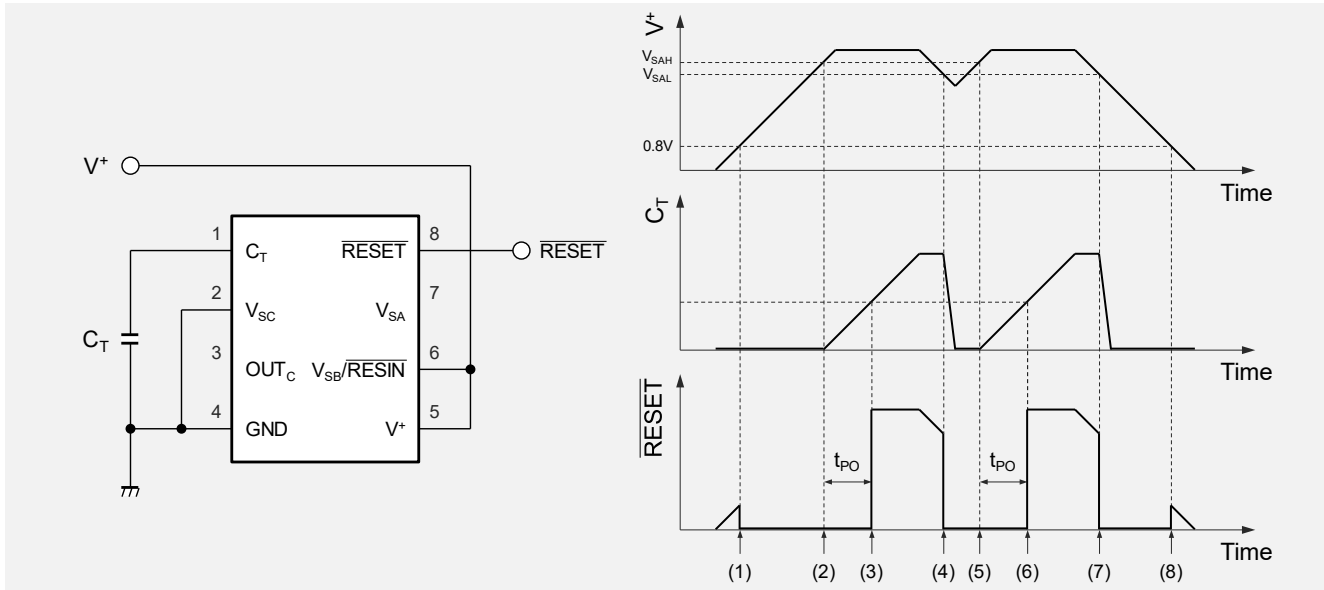 V⁺
C_T
1
C_T
2
V_SC
3
OUT_C
4
GND
RESET
8
RESET
V_SA
7
V_SB/RESIN
6
V⁺
5
V⁺
V_SAH
V_SAL
0.8V
Time
C_T
Time
RESET
t_PO
t_PO
Time
(1) (2) (3) (4) (5) (6) (7) (8)